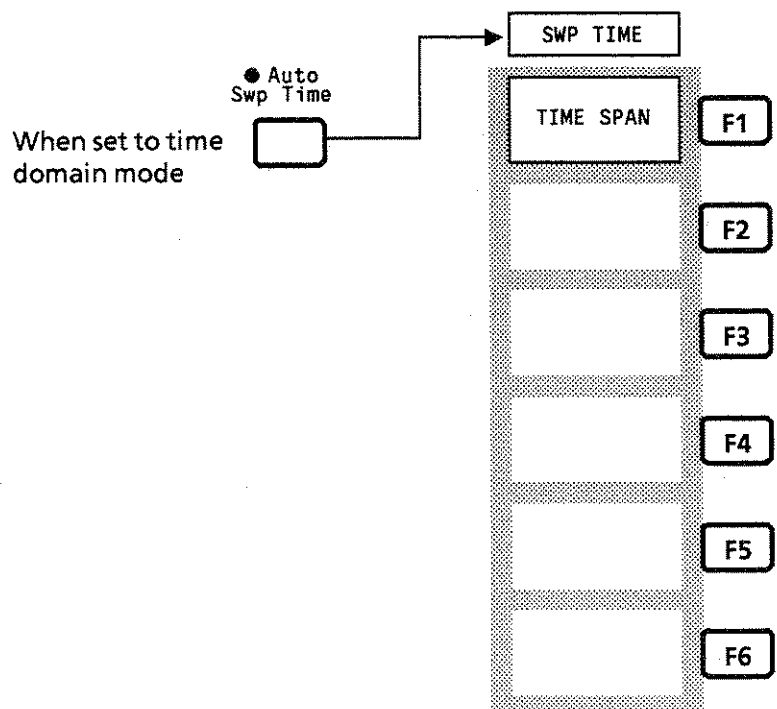 SWP TIME
● Auto
Swp Time
When set to time
domain mode
TIME SPAN
F1
F2
F3
F4
F5
F6